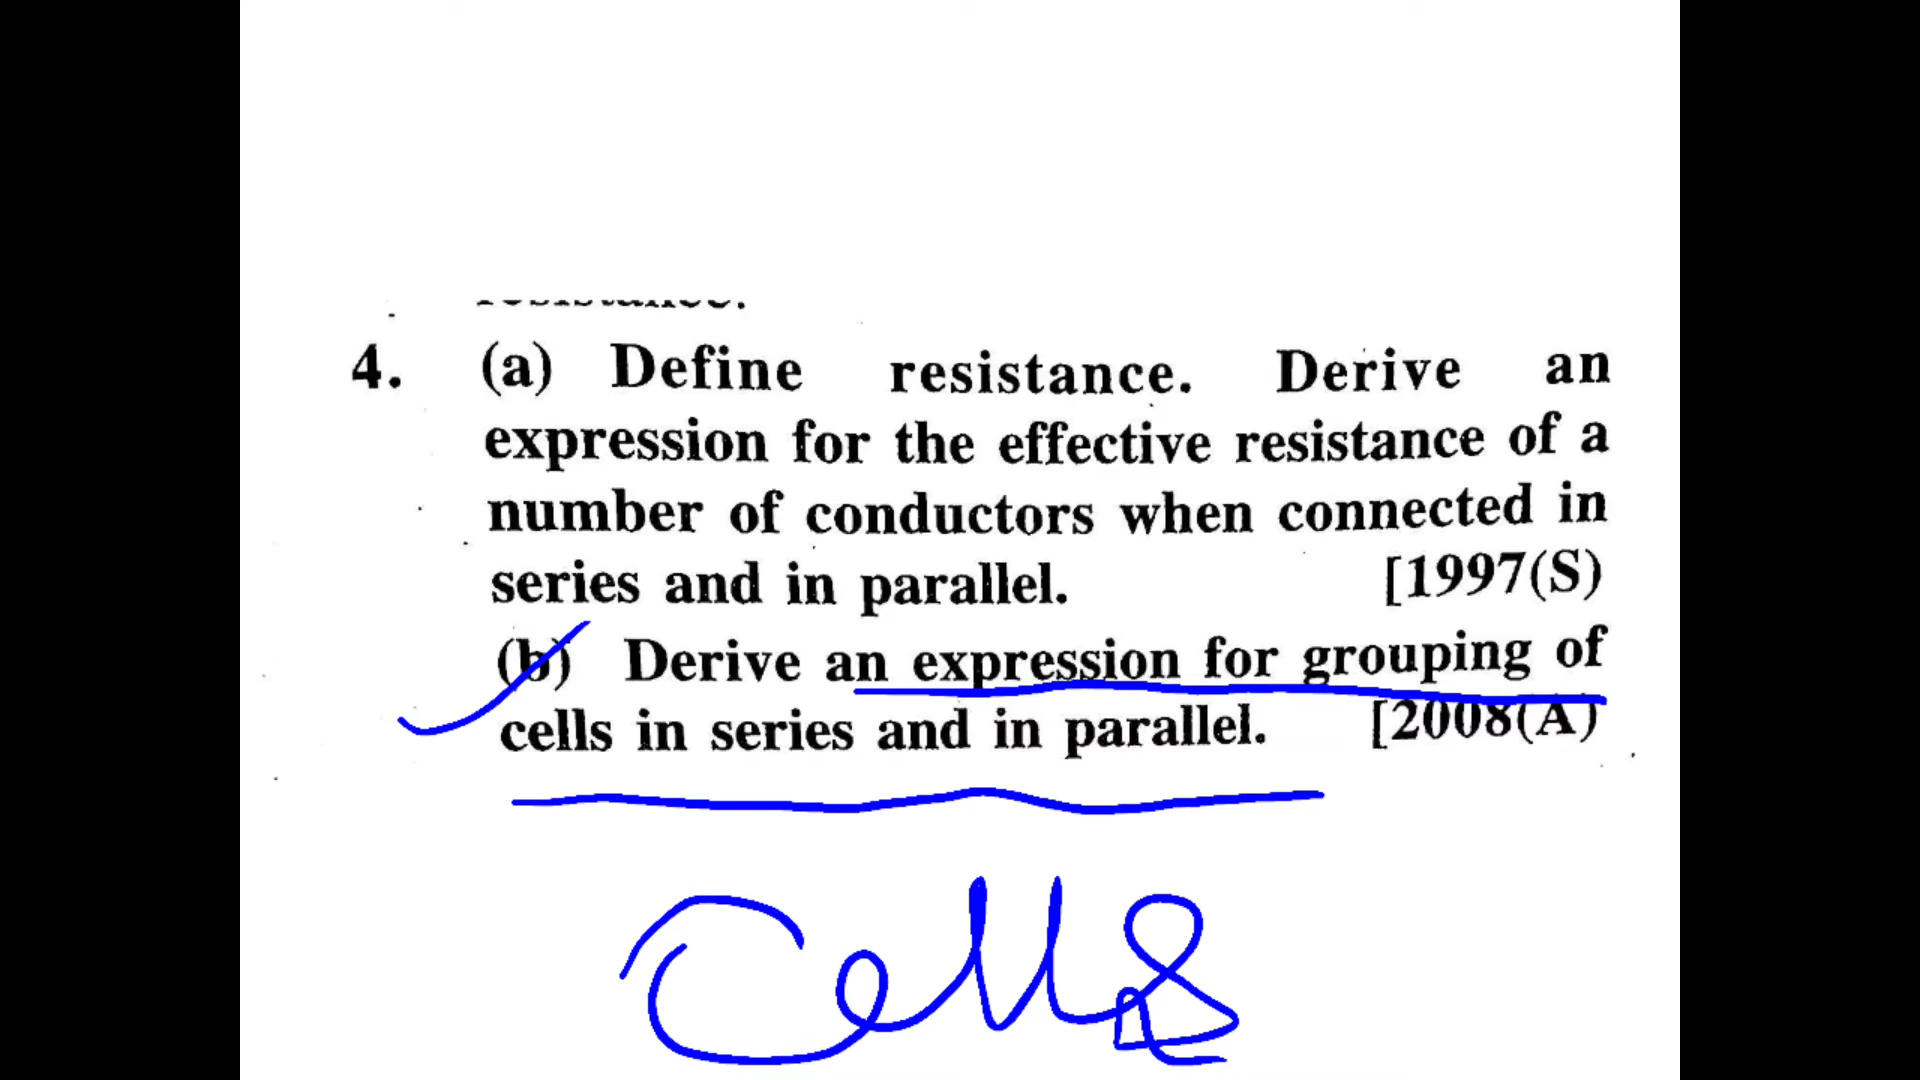 4. (a) Define resistance. Derive an
expression for the effective resistance of a
number of conductors when connected in
series and in parallel. [1997(S)
(b) Derive an expression for grouping of
cells in series and in parallel. [2008(A)
Cells